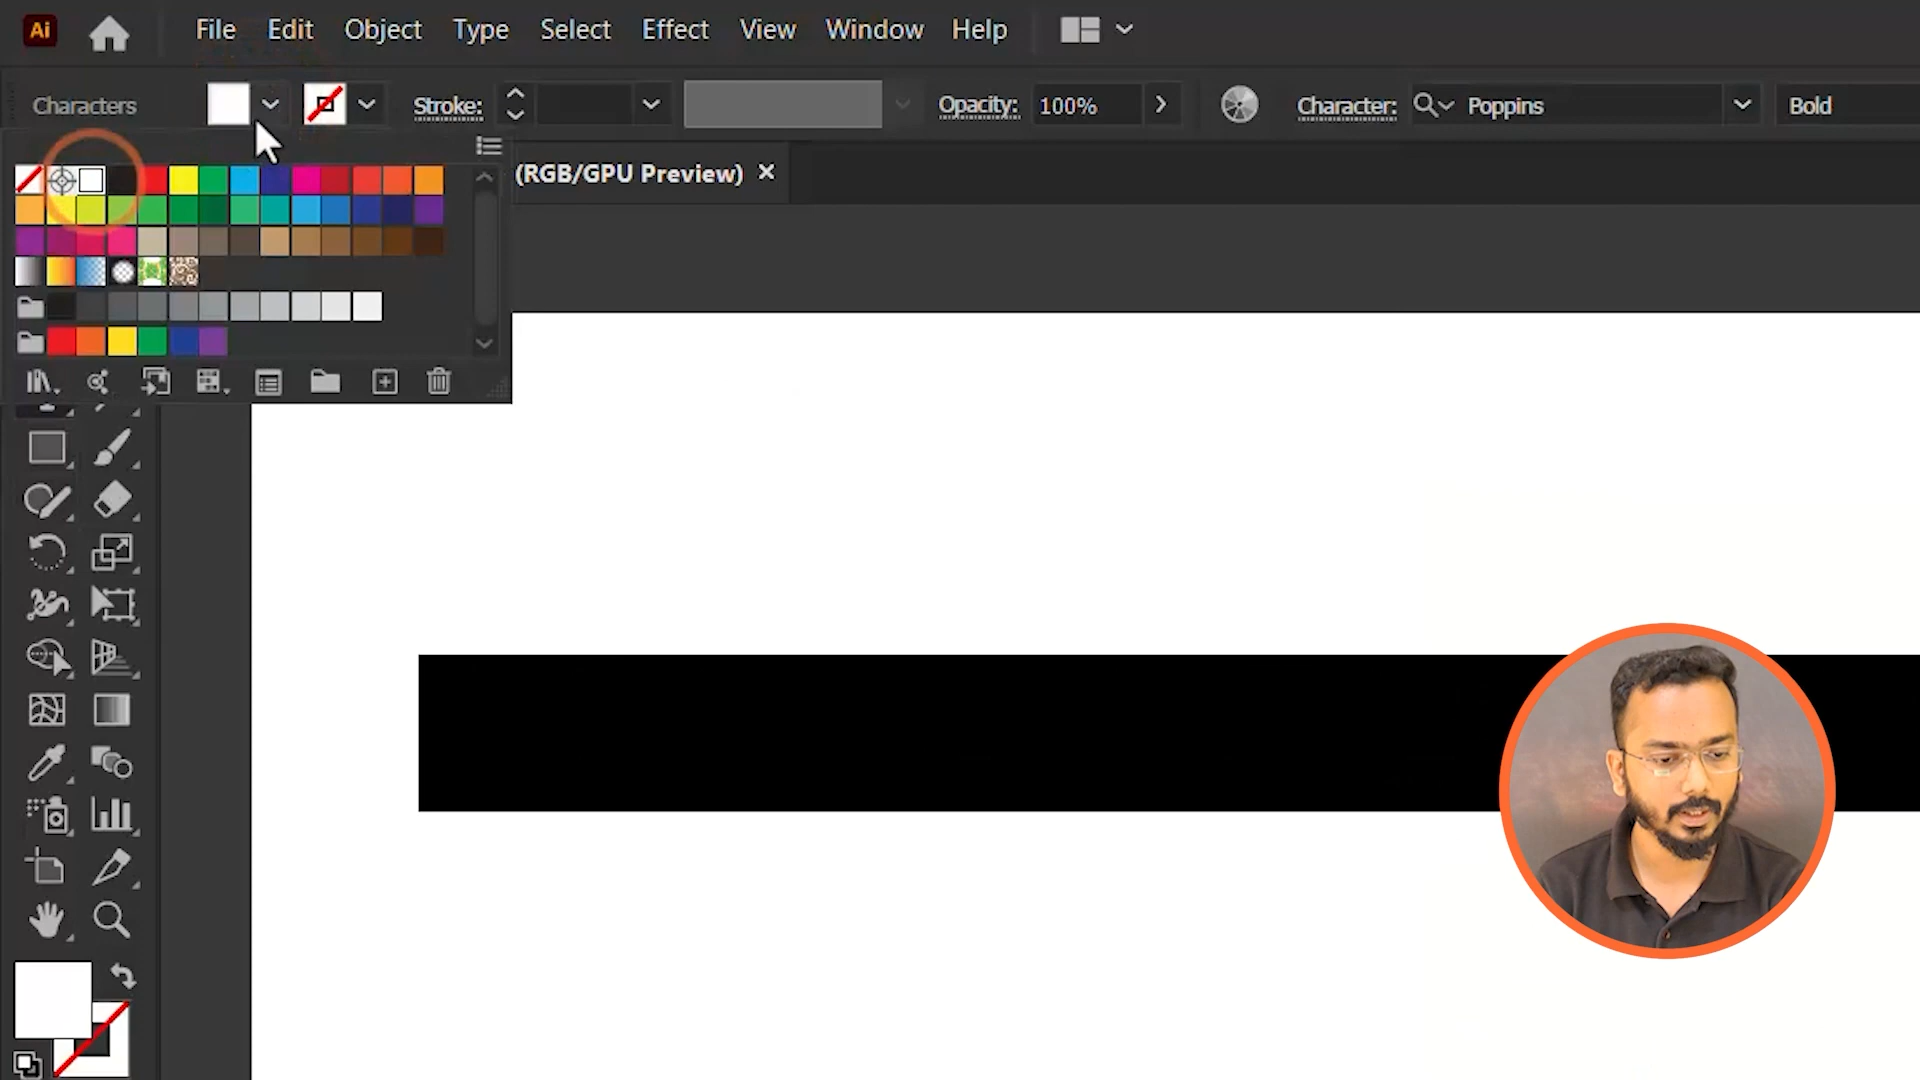 Ai File Edit Object Type Select Effect View Window Help
Characters Stroke: Opacity: 100% Character: Poppins Bold
(RGB/GPU Preview) ×